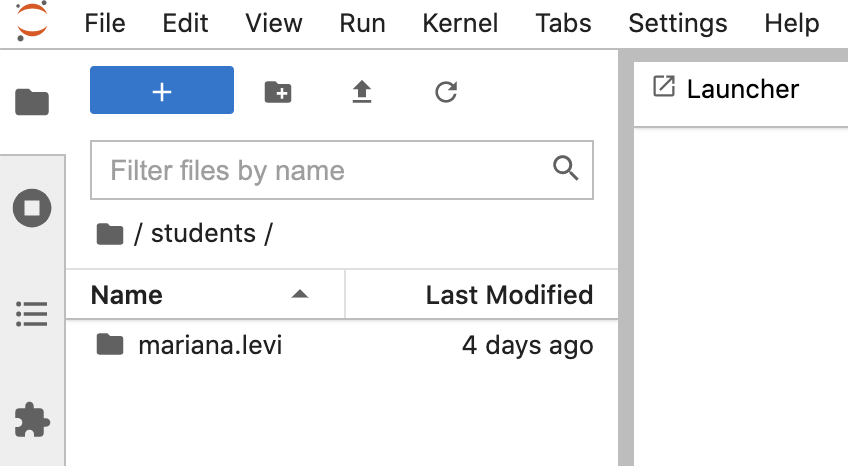 File Edit View Run Kernel Tabs Settings Help
Launcher
Filter files by name
/ students /
Name Last Modified
mariana.levi 4 days ago